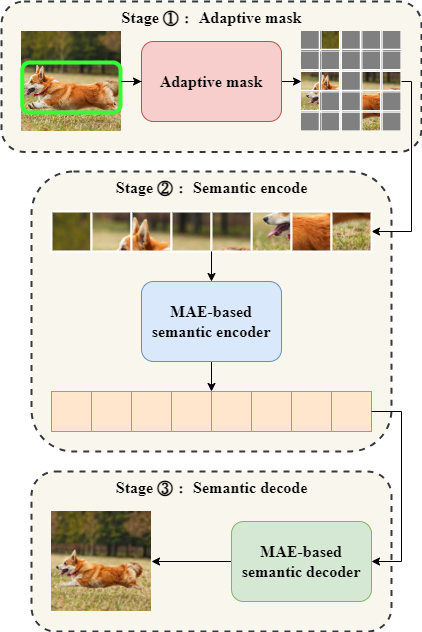 Stage ① : Adaptive mask
Adaptive mask
Stage ② : Semantic encode
MAE-based
semantic encoder
Stage ③ : Semantic decode
MAE-based
semantic decoder